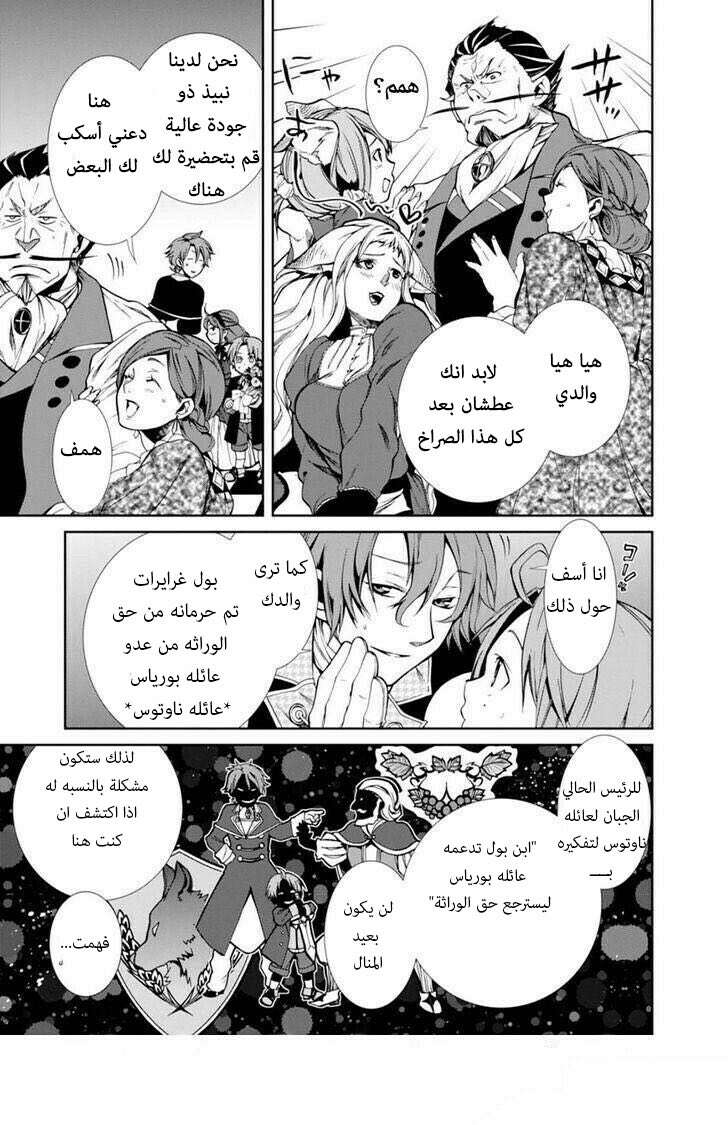 همم؟
هيا هيا
والدي
لابد انك
عطشان بعد
كل هذا الصراخ
نحن لدينا
نبيذ ذو
جودة عالية
قم بتحضيرة لك
هناك
هنا
دعني أسكب
لك البعض
همف
انا أسف
حول ذلك
コソッ
كما ترى
والدك
بول غرايرات
تم حرمانه من حق
الوراثه من عدو
عائله بورياس
*عائله ناوتوس*
للرئيس الحالي
الجبان لعائله
ناوتوس لتفكيره
بـــ
"ابن بول تدعمه
عائله بورياس
ليسترجع حق الوراثة"
لن يكون
بعيد
المنال
لذلك ستكون
مشكلة بالنسبه له
اذا اكتشف ان
كنت هنا
فهمت...